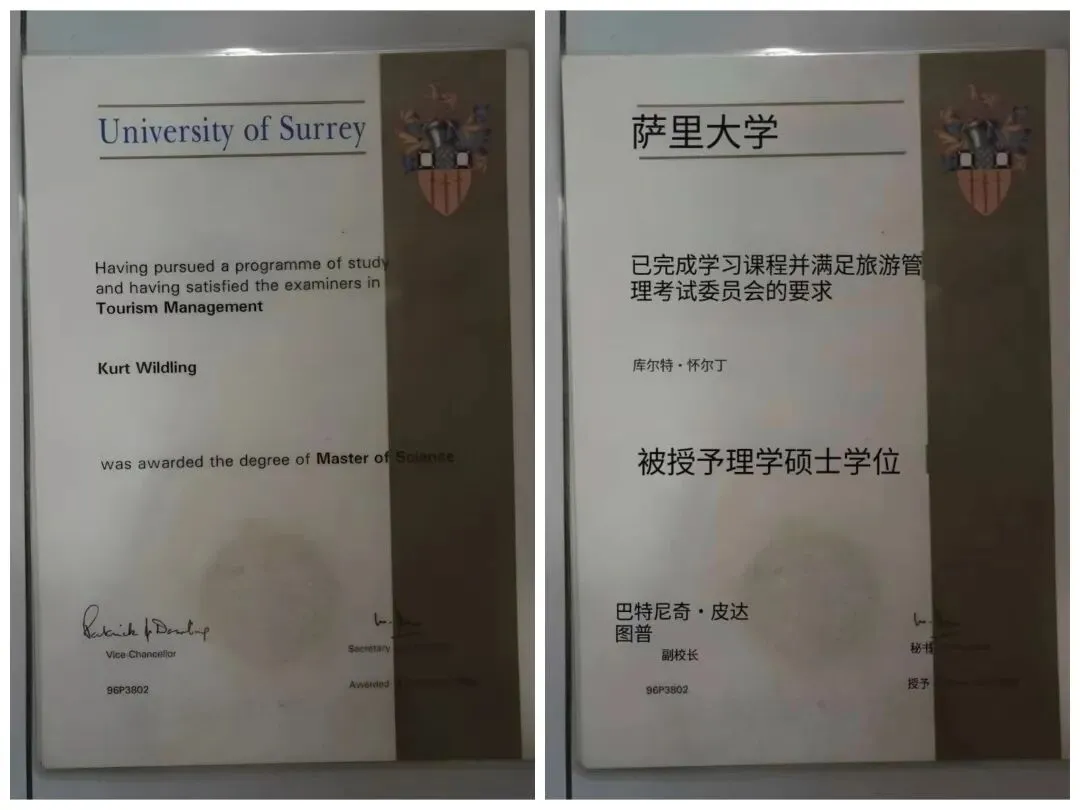 University of Surrey
Having pursued a programme of study
and having satisfied the examiners in
Tourism Management
Kurt Wildling
was awarded the degree of Master of Science
Vice-Chancellor
Secretary
96P3802
Awarded
萨里大学
已完成学习课程并满足旅游管
理考试委员会的要求
库尔特·怀尔丁
被授予理学硕士学位
巴特尼奇·皮达
图普
副校长
秘书
96P3802
授予